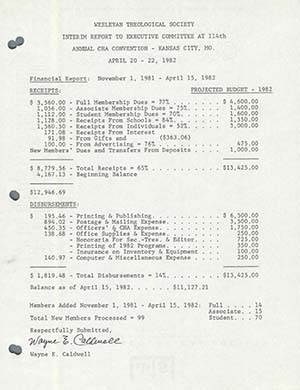 WESLEYAN THEOLOGICAL SOCIETY
INTERIM REPORT TO EXECUTIVE COMMITTEE AT 114th
ANNUAL CHA CONVENTION - KANSAS CITY, MO.
APRIL 20 - 22, 1982
Financial Report: November 1, 1981 - April 15, 1982
RECEIPTS: PROJECTED BUDGET - 1982
$ 3,560.00 - Full Membership Dues = 77% . . . . . . $ 4,600.00
1,056.00 - Associate Membership Dues = 75% . . . . 1,400.00
1,112.00 - Student Membership Dues = 70% . . . . . 1,600.00
1,128.00 - Receipts From Schools = 84% . . . . . . 1,350.00
1,560.50 - Receipts From Individuals = 52% . . . . 3,000.00
171.08 - Receipts From Interest
91.98 - From Gifts and ($363.06)
100.00 - From Advertising = 76% . . . . . . . . 475.00
New Members' Dues and Transfers From Deposits . . . . 1,000.00
$ 8,779.56 - Total Receipts = 65% . . . . . . . . . $13,425.00
4,167.13 - Beginning Balance
$12,946.69
DISBURSEMENTS:
$ 195.46 - Printing & Publishing. . . . . . . . . $ 6,500.00
894.02 - Postage & Mailing Expense. . . . . . . 3,500.00
450.35 - Officers' & CHA Expense. . . . . . . . 1,750.00
138.68 - Office Supplies & Expense. . . . . . . 250.00
- Honoraria For Sec.-Treas. & Editor . . 725.00
- Printing of 1982 Programs. . . . . . . 350.00
- Insurance on Inventory & Equipment . . 100.00
140.97 - Computer & Miscellaneous Expense . . . 250.00
$ 1,819.48 - Total Disbursements = 14% . . . . . . . $13,425.00
Balance as of April 15, 1982. . . . . . $11,127.21
Members Added November 1, 1981 - April 15, 1982: Full . . . 14
Associate. . 15
Total New Members Processed = 99 Student. . . 70
Respectfully Submitted,
Wayne E. Caldwell
Wayne E. Caldwell